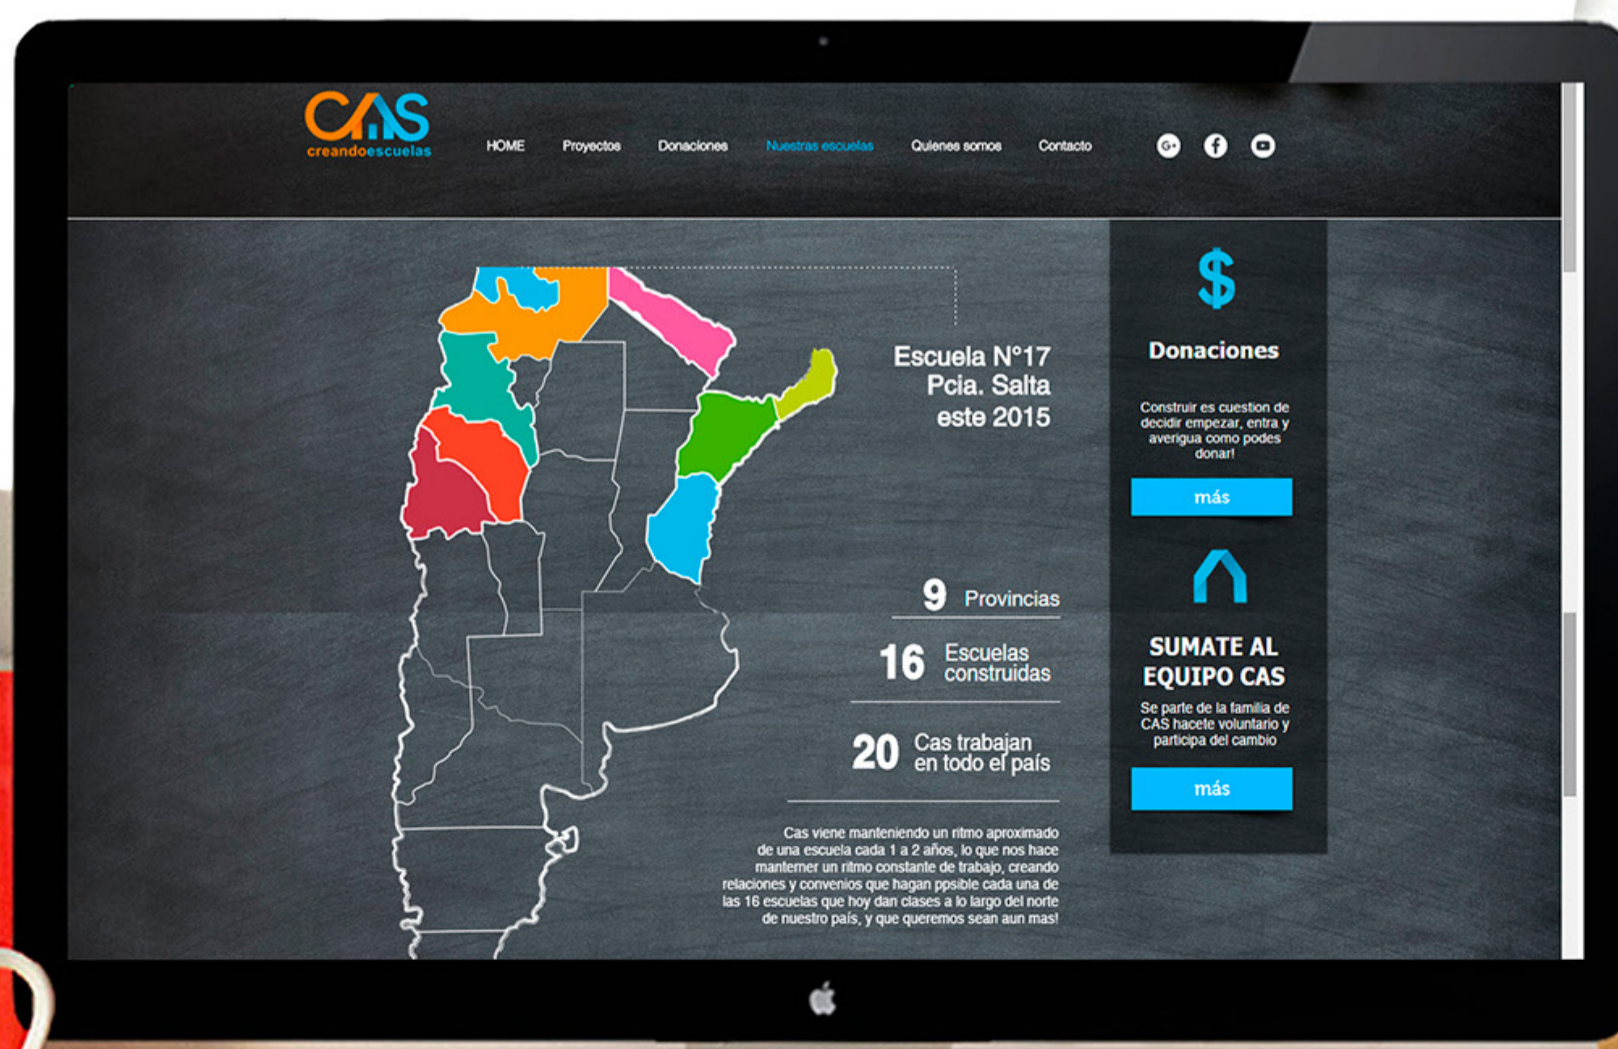 CAS
creandoescuelas
HOME
Proyectos
Donaciones
Nuestras escuelas
Quienes somos
Contacto
G+
f
Escuela N°17
Pcia. Salta
este 2015
9 Provincias
16 Escuelas
construidas
20 Cas trabajan
en todo el país
Cas viene manteniendo un ritmo aproximado
de una escuela cada 1 a 2 años, lo que nos hace
mantemer un ritmo constante de trabajo, creando
relaciones y convenios que hagan ppsible cada una de
las 16 escuelas que hoy dan clases a lo largo del norte
de nuestro país, y que queremos sean aun mas!
$
Donaciones
Construir es cuestion de
decidir empezar, entra y
averigua como podes
donar!
más
SUMATE AL
EQUIPO CAS
Se parte de la familia de
CAS hacete voluntario y
participa del cambio
más